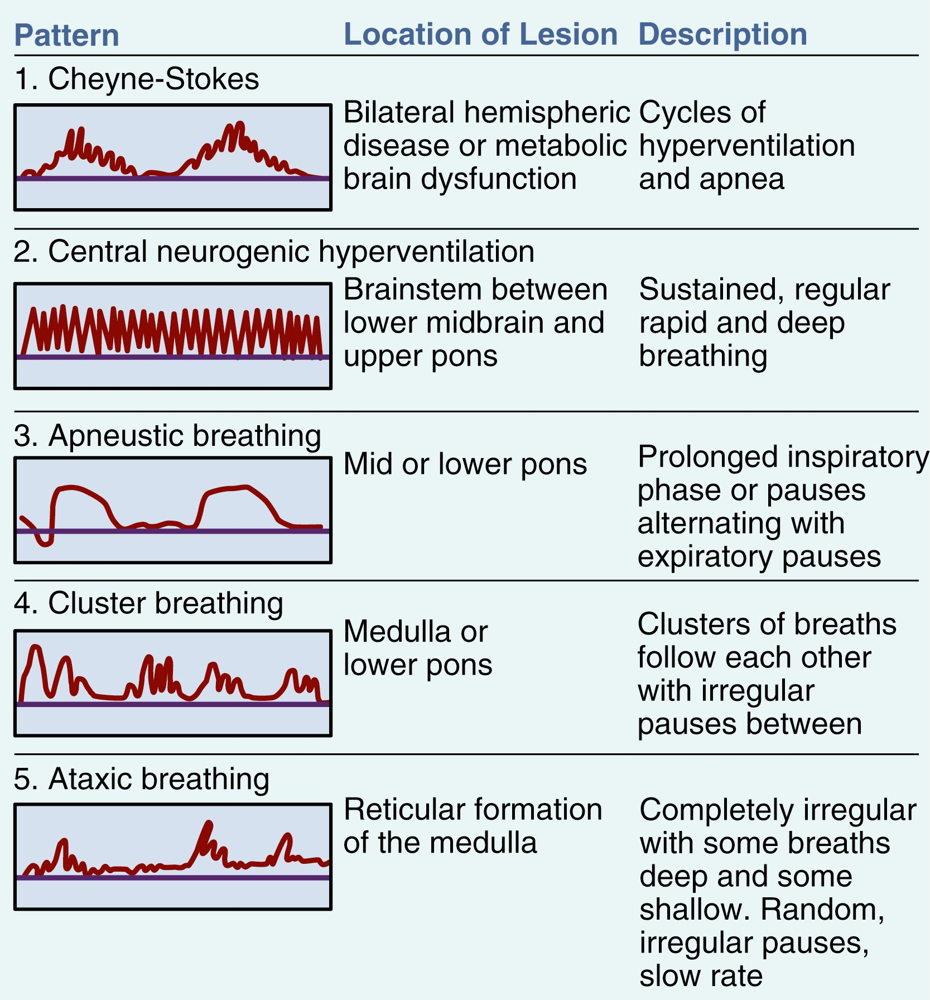 Pattern Location of Lesion Description
1. Cheyne-Stokes
Bilateral hemispheric
disease or metabolic
brain dysfunction
Cycles of
hyperventilation
and apnea
2. Central neurogenic hyperventilation
Brainstem between
lower midbrain and
upper pons
Sustained, regular
rapid and deep
breathing
3. Apneustic breathing
Mid or lower pons
Prolonged inspiratory
phase or pauses
alternating with
expiratory pauses
4. Cluster breathing
Medulla or
lower pons
Clusters of breaths
follow each other
with irregular
pauses between
5. Ataxic breathing
Reticular formation
of the medulla
Completely irregular
with some breaths
deep and some
shallow. Random,
irregular pauses,
slow rate